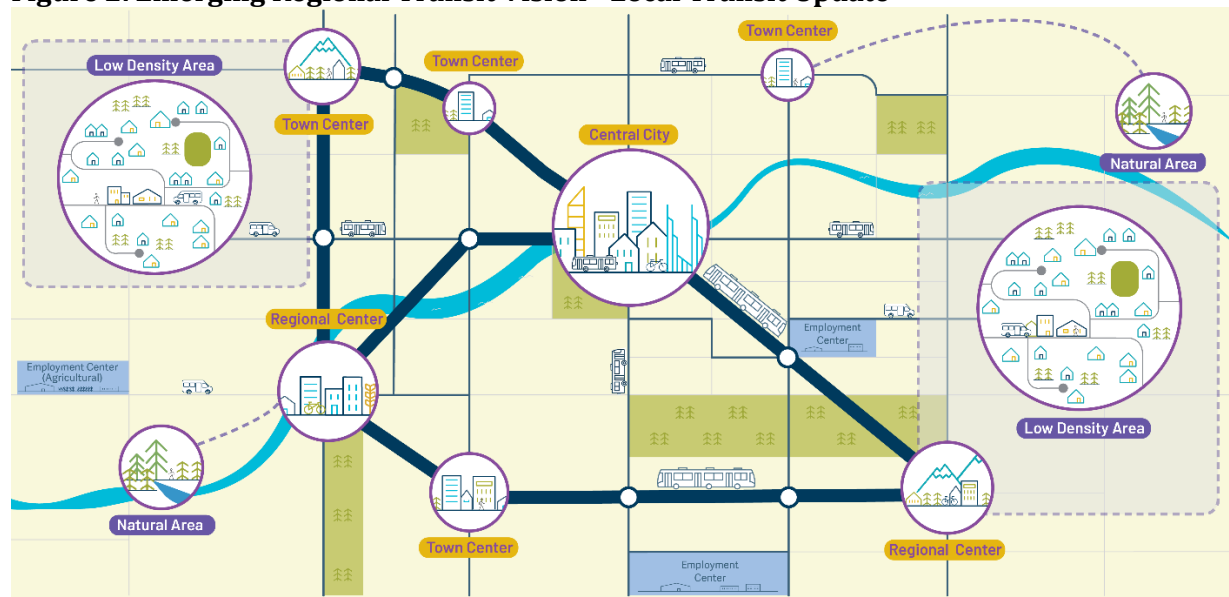 Figure 2: Emerging Regional Transit Vision - Local Transit Update
Low Density Area
Town Center
Town Center
Town Center
Central City
Natural Area
Regional Center
Employment Center
(Agricultural)
Employment
Center
Low Density Area
Natural Area
Town Center
Regional Center
Employment
Center